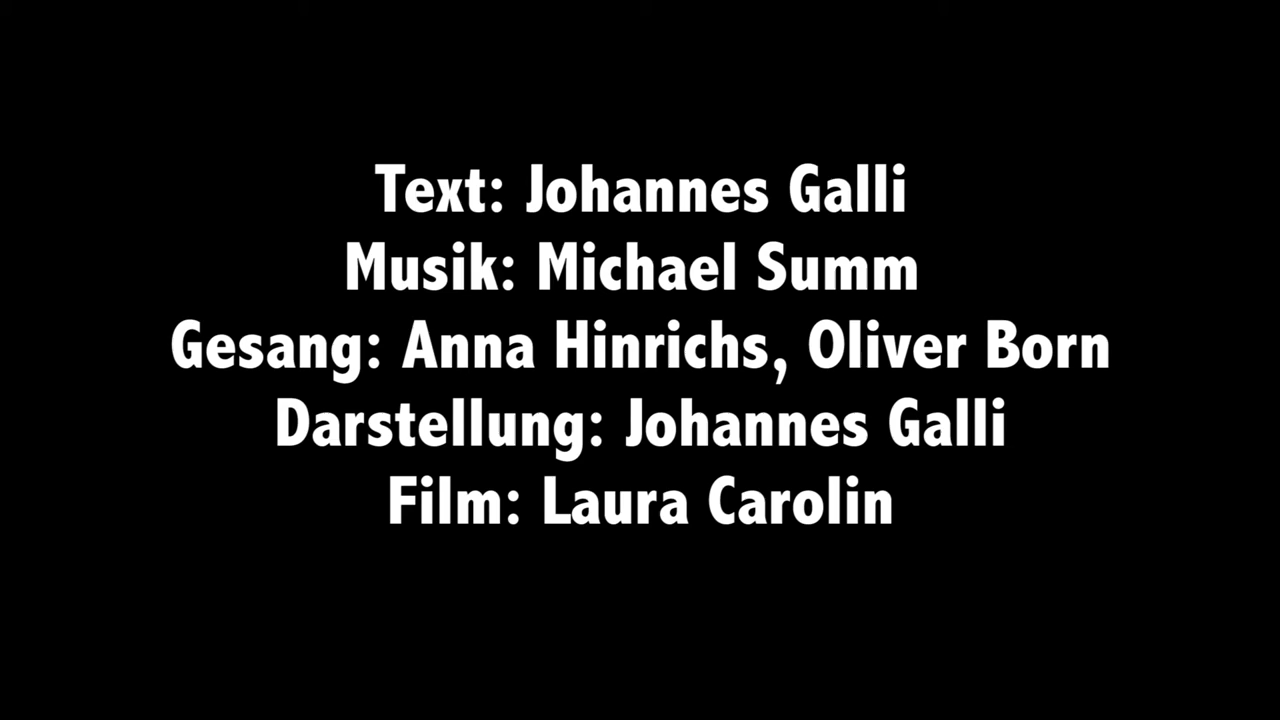 Text: Johannes Galli
Musik: Michael Summ
Gesang: Anna Hinrichs, Oliver Born
Darstellung: Johannes Galli
Film: Laura Carolin